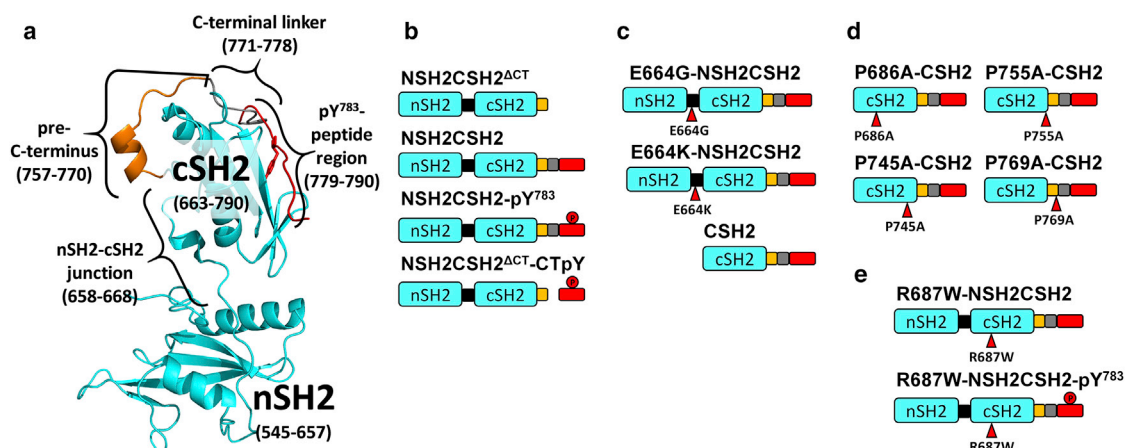 a
C-terminal linker
(771-778)
pre-
C-terminus
(757-770)
cSH2
(663-790)
pY⁷⁸³-
peptide
region
(779-790)
nSH2-cSH2
junction
(658-668)
nSH2
(545-657)
b
NSH2CSH2ᐃCT
nSH2 cSH2
NSH2CSH2
nSH2 cSH2
NSH2CSH2-pY⁷⁸³
P
nSH2 cSH2
NSH2CSH2ᐃCT-CTpY
P
nSH2 cSH2
c
E664G-NSH2CSH2
nSH2 cSH2
E664G
E664K-NSH2CSH2
nSH2 cSH2
E664K
CSH2
cSH2
d
P686A-CSH2
cSH2
P686A
P755A-CSH2
cSH2
P755A
P745A-CSH2
cSH2
P745A
P769A-CSH2
cSH2
P769A
e
R687W-NSH2CSH2
nSH2 cSH2
R687W
R687W-NSH2CSH2-pY⁷⁸³
P
nSH2 cSH2
R687W